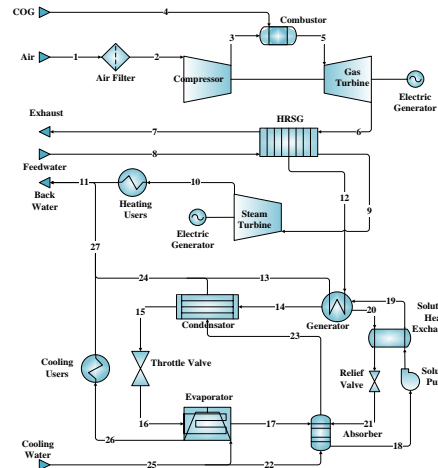 COG
4
Combustor
3
5
Air
1
2
Air Filter
Compressor
Gas
Turbine
Electric
Generator
Exhaust
HRSG
7
6
8
Feedwater
11
10
12
9
Back
Water
Heating
Users
Steam
Turbine
Electric
Generator
27
24
13
19
15
14
20
Condensator
Generator
23
Heat
Throttle Valve
Cooling
Users
Relief
Valve
Evaporator
16
17
21
26
Absorber
18
Cooling
Water
25
22